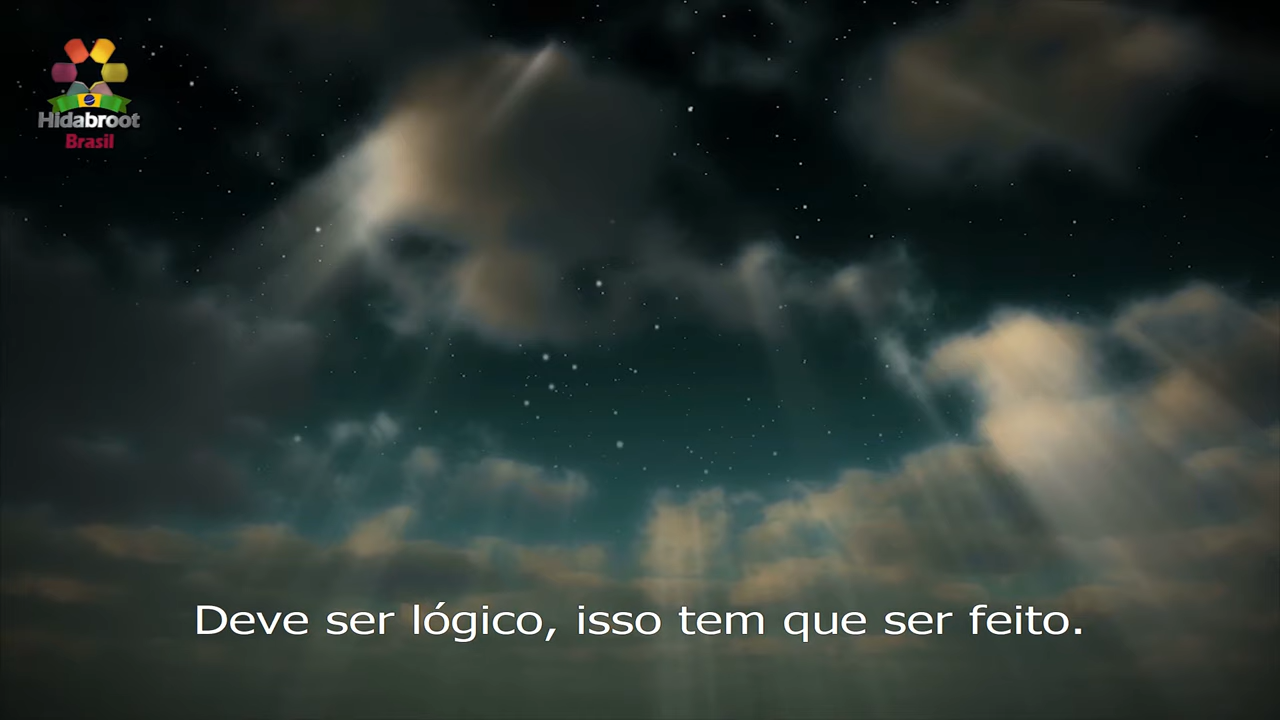 Hidabroot
Brasil
Deve ser lógico, isso tem que ser feito.